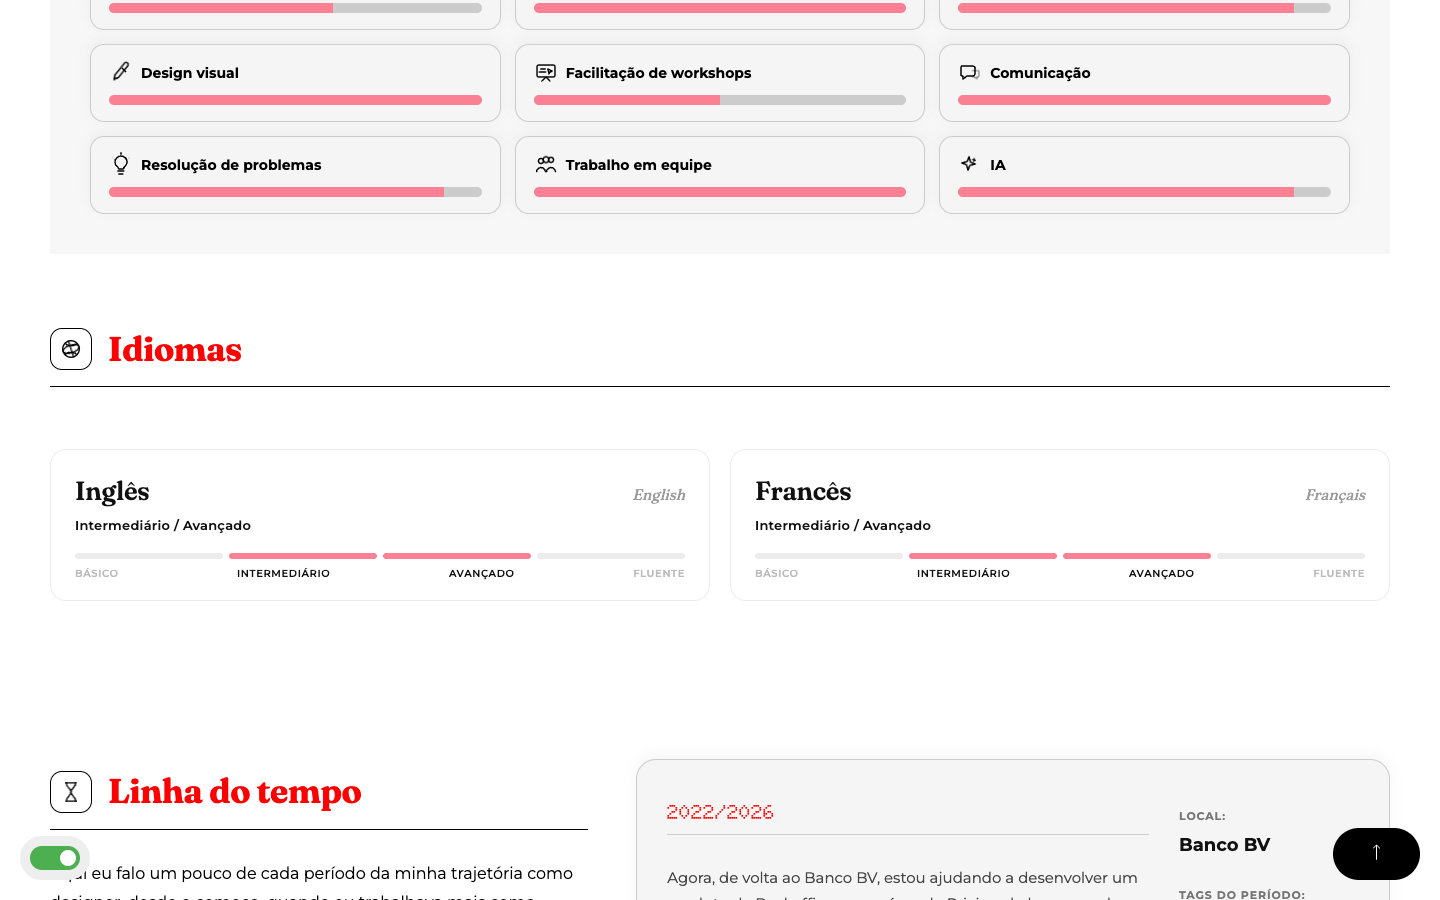 Design visual
Facilitação de workshops
Comunicação
Resolução de problemas
Trabalho em equipe
IA
Idiomas
Inglês
English
Intermediário / Avançado
BÁSICO
INTERMEDIÁRIO
AVANÇADO
FLUENTE
Francês
Français
Intermediário / Avançado
BÁSICO
INTERMEDIÁRIO
AVANÇADO
FLUENTE
Linha do tempo
eu falo um pouco de cada período da minha trajetória como
2022/2026
Agora, de volta ao Banco BV, estou ajudando a desenvolver um
LOCAL:
Banco BV
TAGS DO PERÍODO:
↑